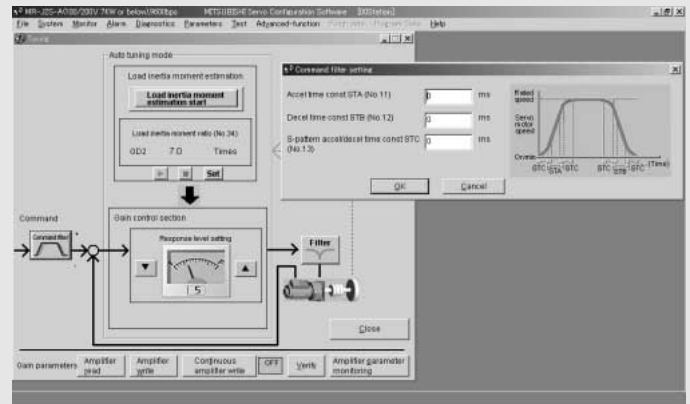 MR-J2S-A(100/200V 7KW or below),9600bps MITSUBISHI Servo Configuration Software
File System Monitor Alarm Diagnostics Parameters Test Advanced-function Help
Tuning
Auto tuning mode
Load inertia moment estimation
Load inertia moment
estimation start
Load inertia moment ratio (No.34)
GD2 7.0 Times
Set
Command filter setting
Accel time const STA (No.11) 0 ms
Decel time const STB (No.12) 0 ms
S-pattern accel/decel time const STC
(No.13) 0 ms
OK Cancel
Rated
speed
Servo
motor
speed
0r/min
(Time)
STC STA STC STC STB STC
Command
Command filter
Gain control section
Response level setting
5
Filter
Close
Gain parameters
Amplifier
read
Amplifier
write
Continuous
amplifier write
OFF
Verify
Amplifier parameter
monitoring